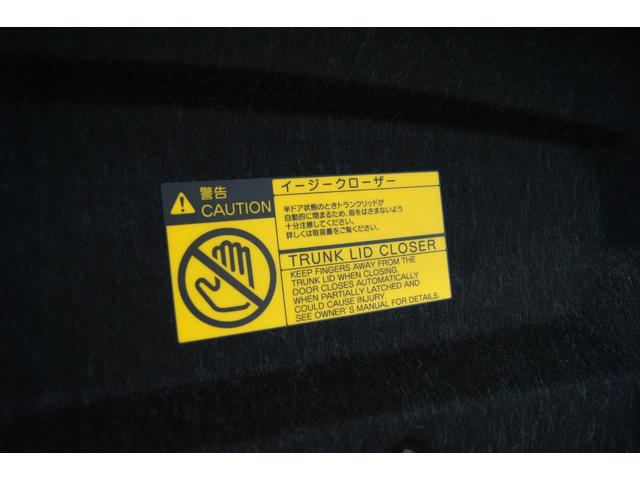 警告
CAUTION
イージークローザー
半ドア状態のときトランクリッドが
自動的に閉まるため、指をはさまないよう
十分注意してください。
詳しくは取扱書をご覧ください。
TRUNK LID CLOSER
KEEP FINGERS AWAY FROM THE
TRUNK LID WHEN CLOSING.
DOOR CLOSES AUTOMATICALLY
WHEN PARTIALLY LATCHED AND
COULD CAUSE INJURY.
SEE OWNER'S MANUAL FOR DETAILS.